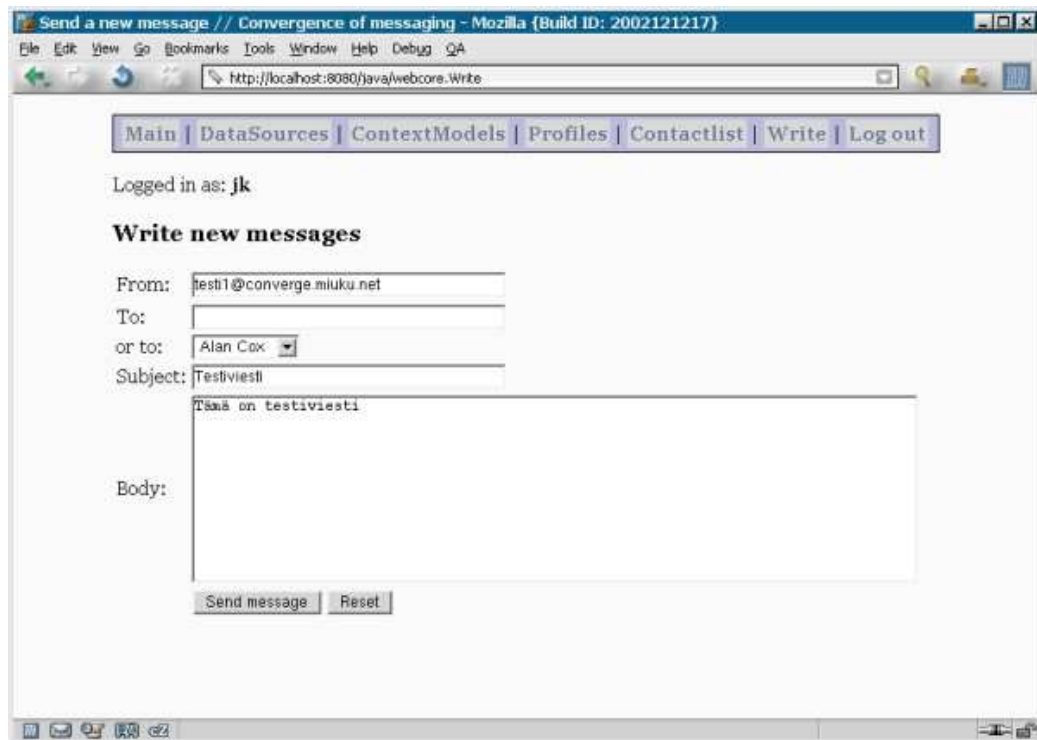 Send a new message // Convergence of messaging - Mozilla {Build ID: 2002121217}
File Edit View Go Bookmarks Tools Window Help Debug QA
http://localhost:8080/java/webcore.Write
Main | DataSources | ContextModels | Profiles | Contactlist | Write | Log out
Logged in as: jk
Write new messages
From: testi1@converge.miuku.net
To:
or to: Alan Cox
Subject: Testiviesti
Tämä on testiviesti
Body:
Send message Reset